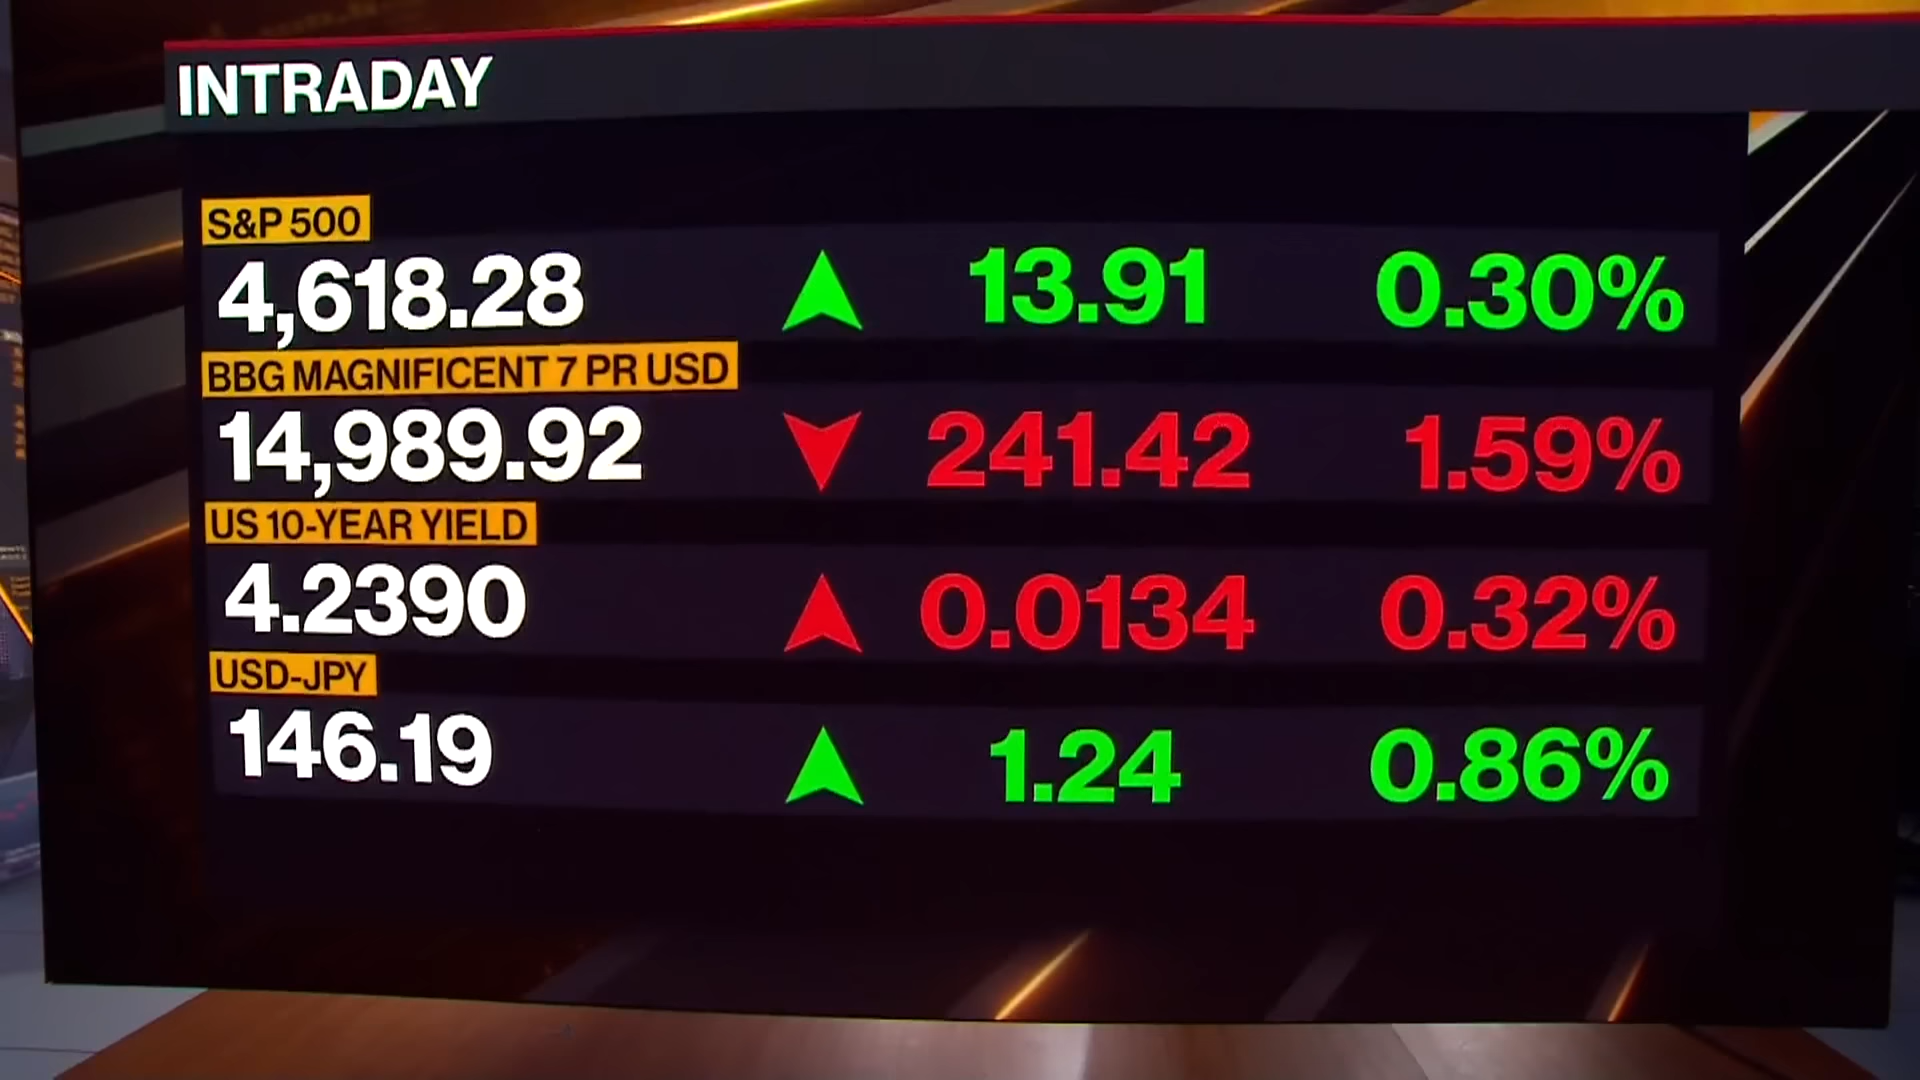 INTRADAY
S&P 500
4,618.28 13.91 0.30%
BBG MAGNIFICENT 7 PR USD
14,989.92 241.42 1.59%
US 10-YEAR YIELD
4.2390 0.0134 0.32%
USD-JPY
146.19 1.24 0.86%